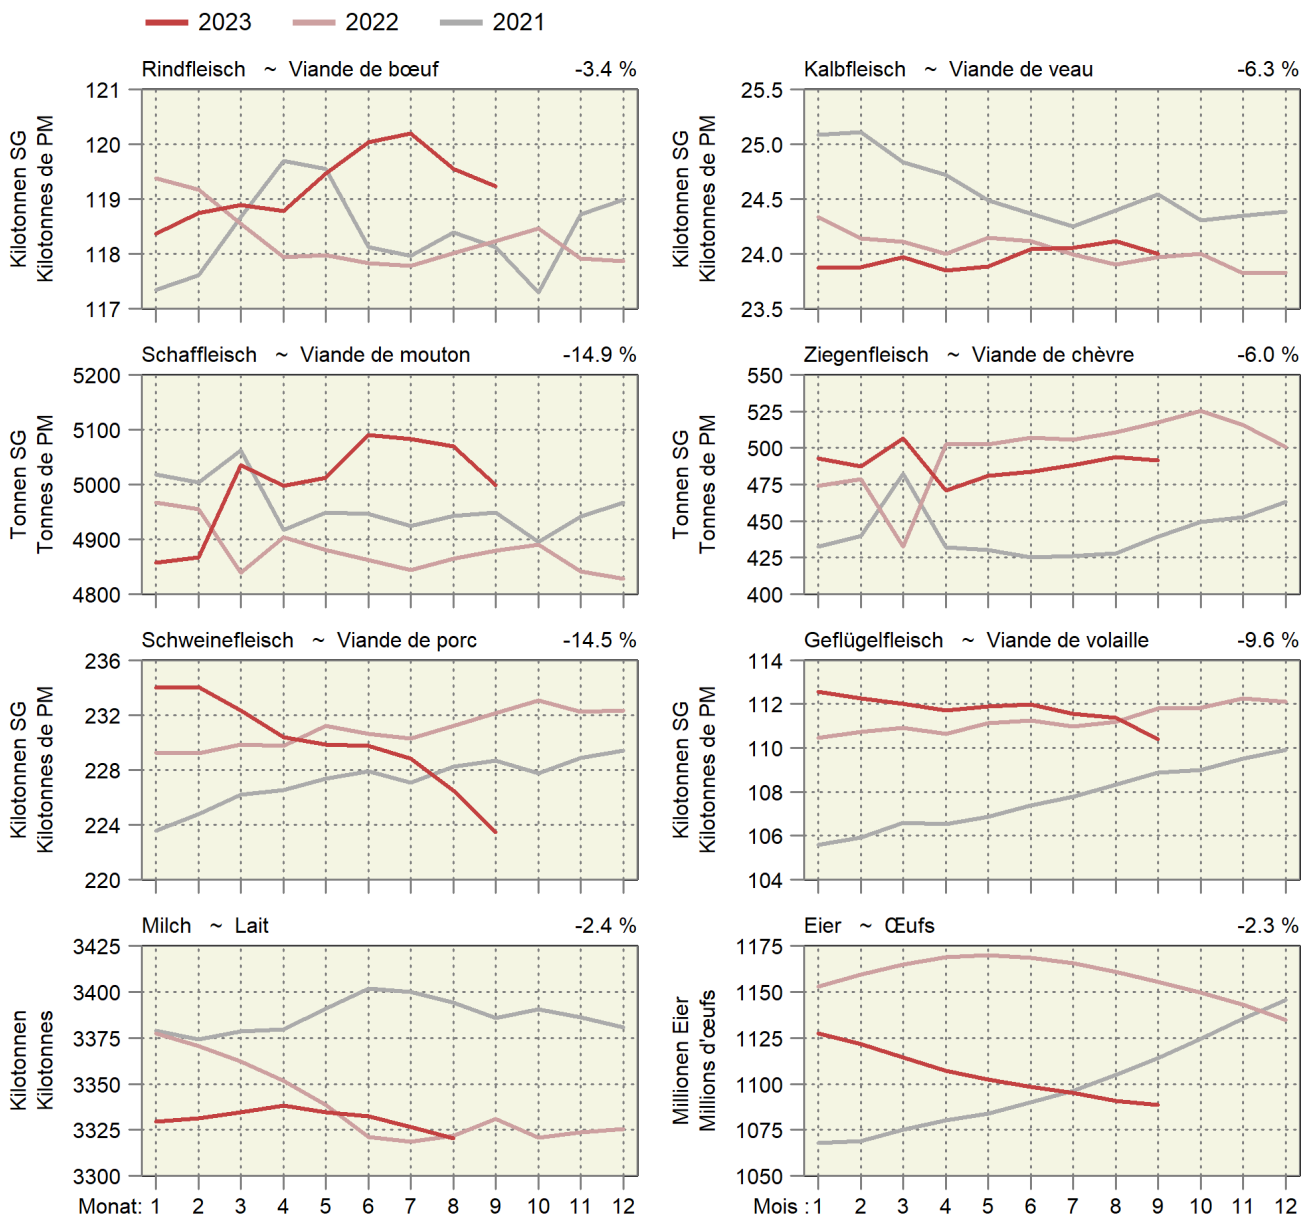 2023 2022 2021
Rindfleisch ~ Viande de bœuf -3.4 %
Kilotonnen SG
Kilotonnes de PM
121
120
119
118
117
Kalbfleisch ~ Viande de veau -6.3 %
Kilotonnen SG
Kilotonnes de PM
25.5
25.0
24.5
24.0
23.5
Schaffleisch ~ Viande de mouton -14.9 %
Tonnen SG
Tonnes de PM
5200
5100
5000
4900
4800
Ziegenfleisch ~ Viande de chèvre -6.0 %
Tonnen SG
Tonnes de PM
550
525
500
475
450
425
400
Schweinefleisch ~ Viande de porc -14.5 %
Kilotonnen SG
Kilotonnes de PM
236
232
228
224
220
Geflügelfleisch ~ Viande de volaille -9.6 %
Kilotonnen SG
Kilotonnes de PM
114
112
110
108
106
104
Milch ~ Lait -2.4 %
Kilotonnen
Kilotonnes
3425
3400
3375
3350
3325
3300
Monat: 1 2 3 4 5 6 7 8 9 10 11 12
Eier ~ Œufs -2.3 %
Millionen Eier
Millions d'œufs
1175
1150
1125
1100
1075
1050
Mois : 1 2 3 4 5 6 7 8 9 10 11 12